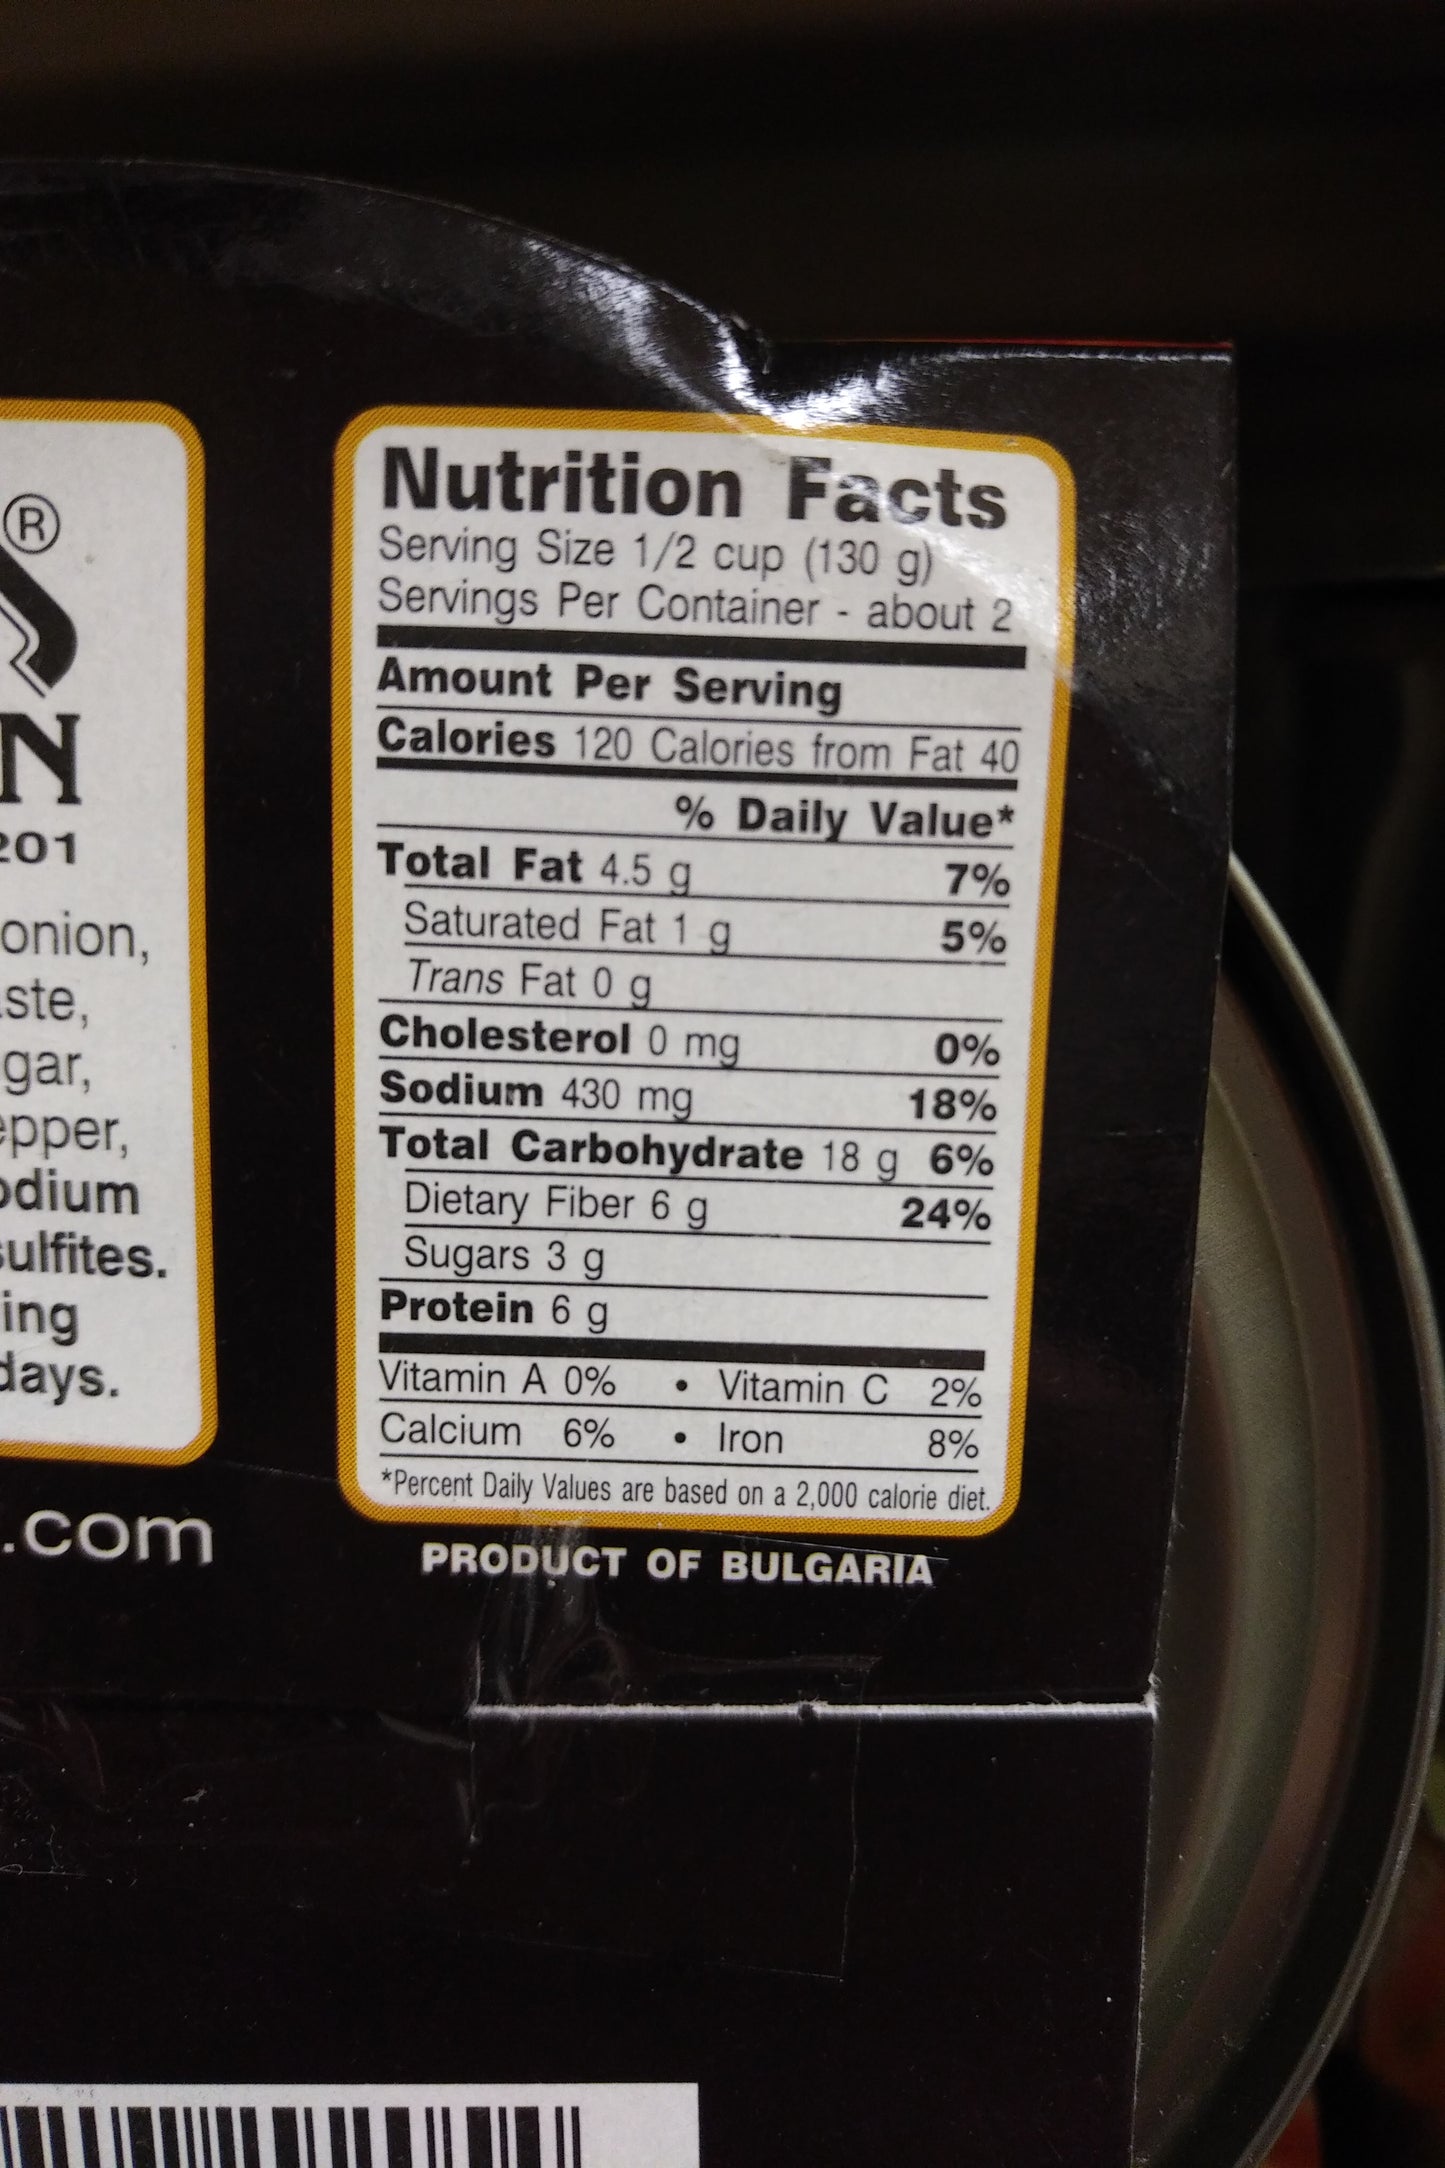 ®
N
201
onion,
ste,
gar,
epper,
odium
sulfites.
ing
days.
.com
Nutrition Facts
Serving Size 1/2 cup (130 g)
Servings Per Container - about 2
Amount Per Serving
Calories 120 Calories from Fat 40
% Daily Value*
Total Fat 4.5 g 7%
Saturated Fat 1 g 5%
Trans Fat 0 g
Cholesterol 0 mg 0%
Sodium 430 mg 18%
Total Carbohydrate 18 g 6%
Dietary Fiber 6 g 24%
Sugars 3 g
Protein 6 g
Vitamin A 0% • Vitamin C 2%
Calcium 6% • Iron 8%
*Percent Daily Values are based on a 2,000 calorie diet.
PRODUCT OF BULGARIA